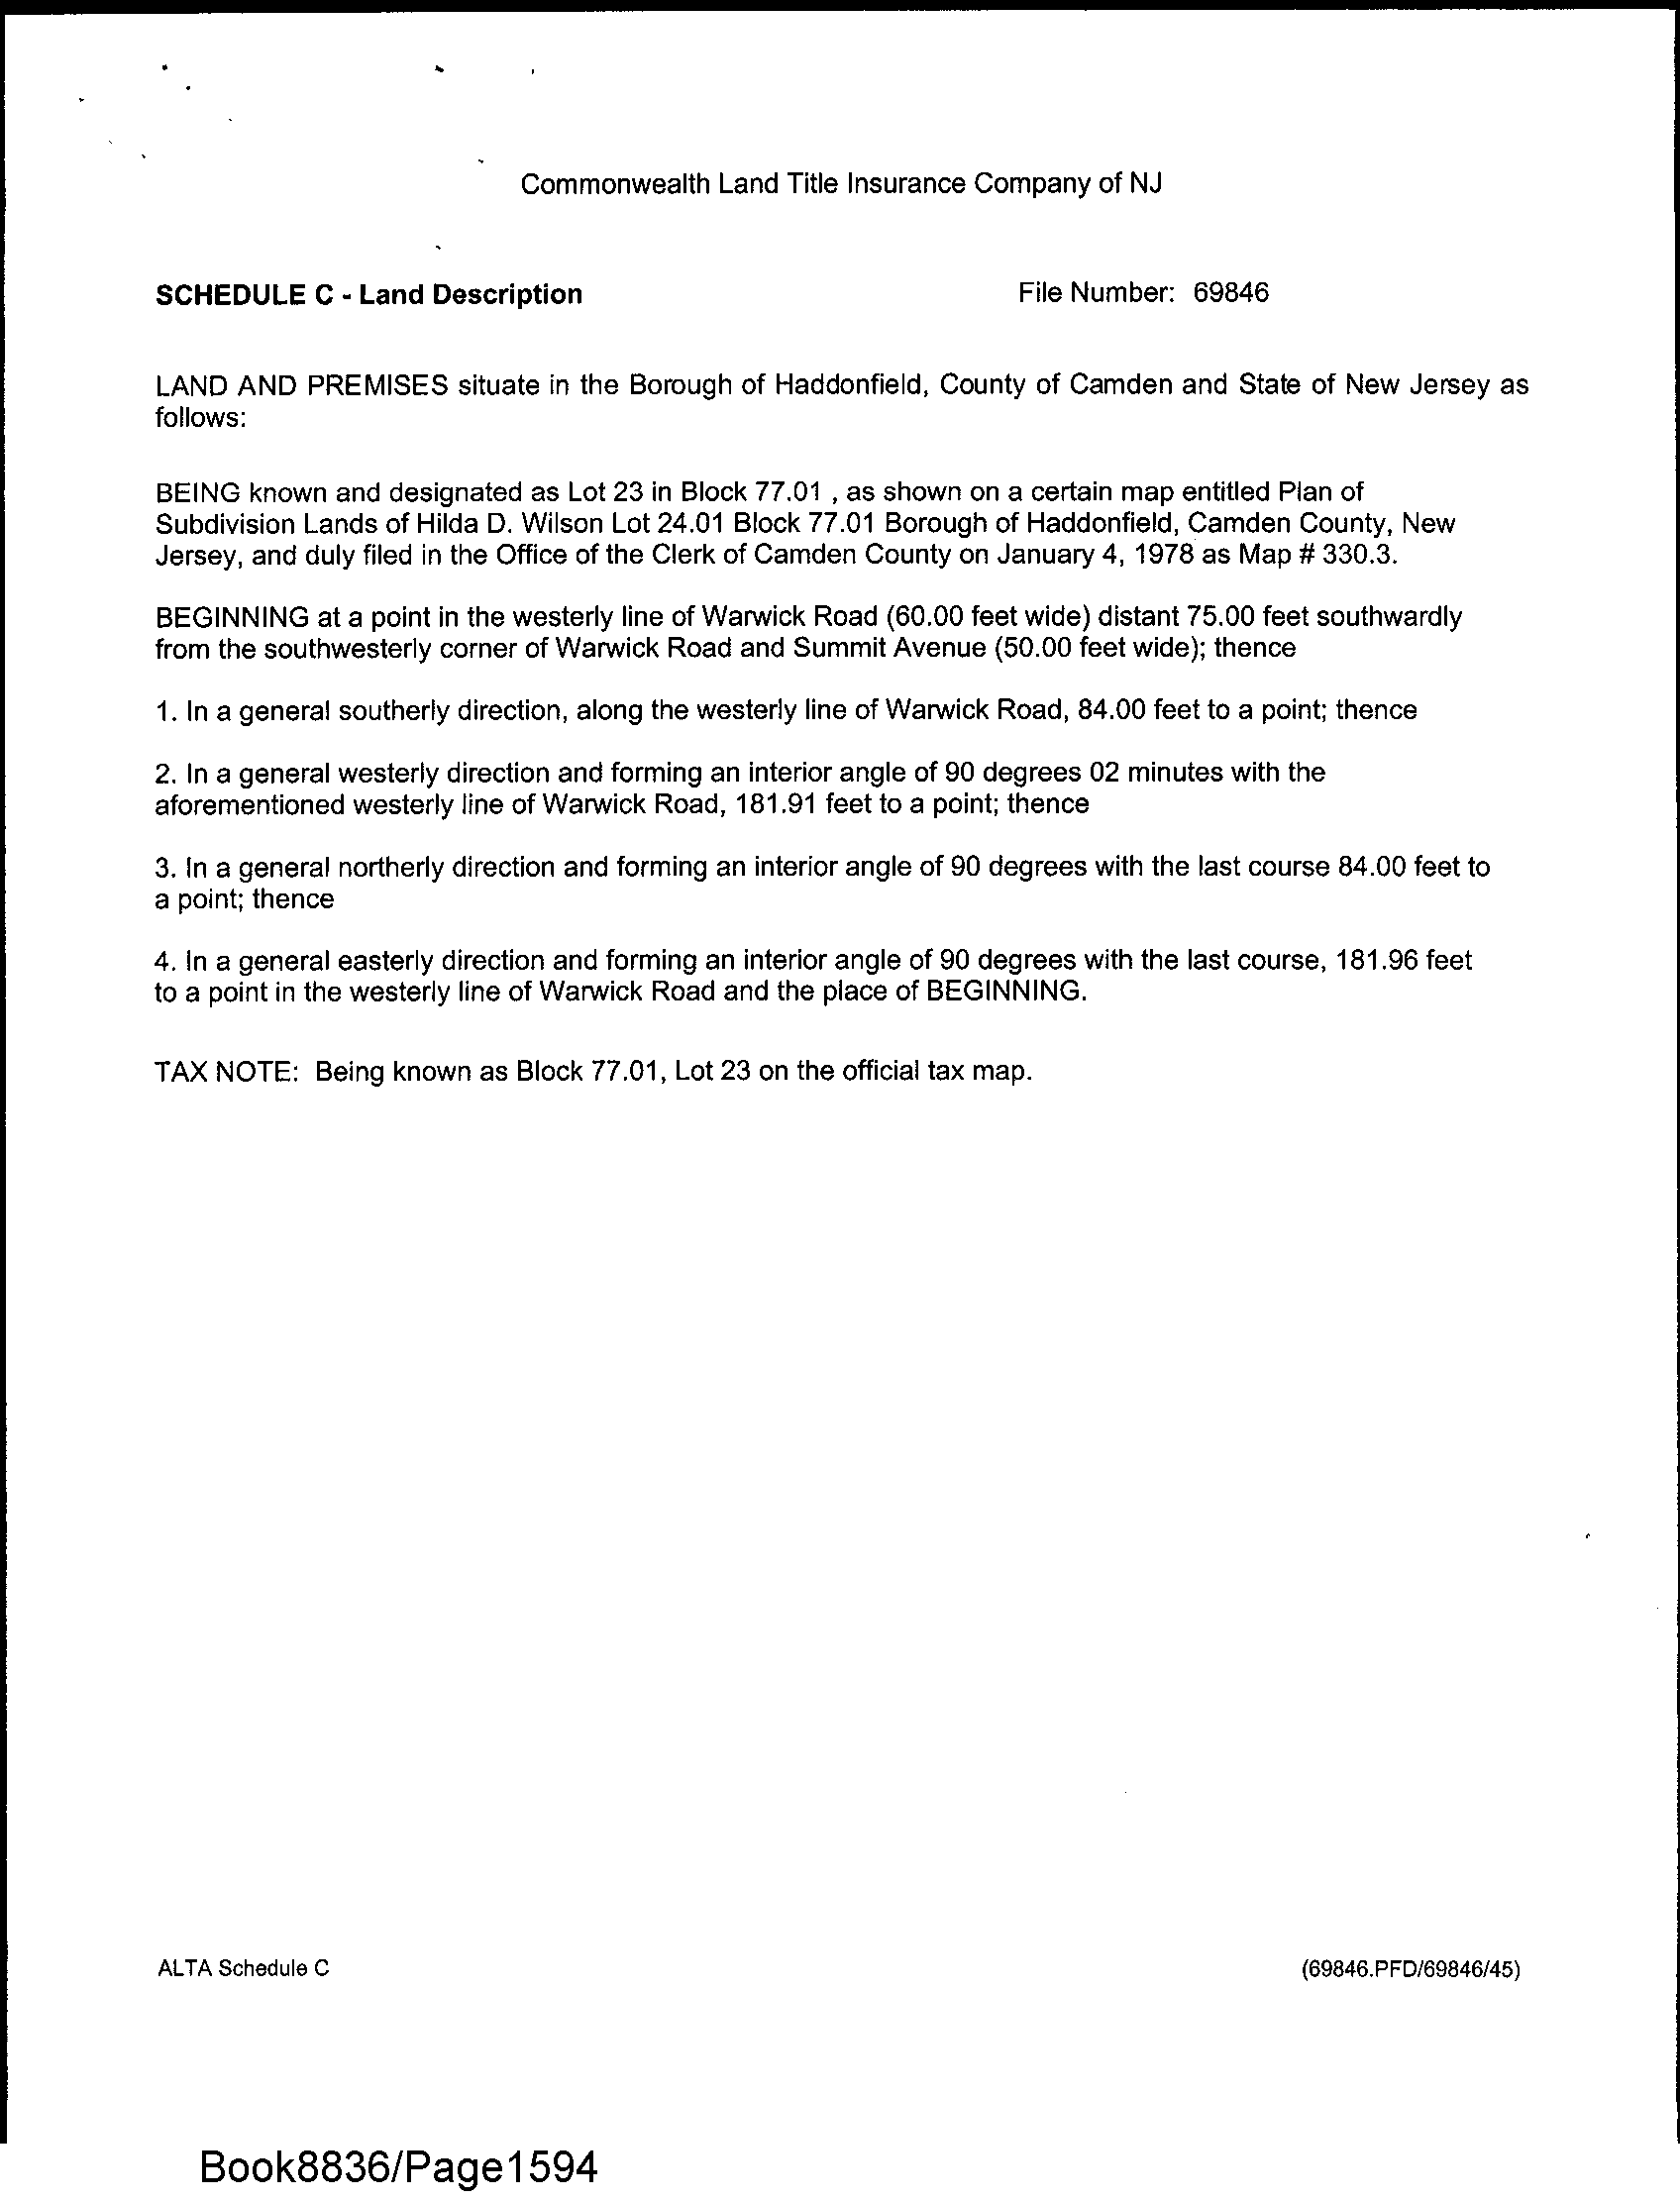 Commonwealth Land Title Insurance Company of NJ
SCHEDULE C - Land Description File Number: 69846
LAND AND PREMISES situate in the Borough of Haddonfield, County of Camden and State of New Jersey as
follows:
BEING known and designated as Lot 23 in Block 77.01 , as shown on a certain map entitled Plan of
Subdivision Lands of Hilda D. Wilson Lot 24.01 Block 77.01 Borough of Haddonfield, Camden County, New
Jersey, and duly filed in the Office of the Clerk of Camden County on January 4, 1978 as Map # 330.3.
BEGINNING at a point in the westerly line of Warwick Road (60.00 feet wide) distant 75.00 feet southwardly
from the southwesterly corner of Warwick Road and Summit Avenue (50.00 feet wide); thence
1. In a general southerly direction, along the westerly line of Warwick Road, 84.00 feet to a point; thence
2. In a general westerly direction and forming an interior angle of 90 degrees 02 minutes with the
aforementioned westerly line of Warwick Road, 181.91 feet to a point; thence
3. In a general northerly direction and forming an interior angle of 90 degrees with the last course 84.00 feet to
a point; thence
4. In a general easterly direction and forming an interior angle of 90 degrees with the last course, 181.96 feet
to a point in the westerly line of Warwick Road and the place of BEGINNING.
TAX NOTE: Being known as Block 77.01, Lot 23 on the official tax map.
ALTA Schedule C (69846.PFD/69846/45)
Book8836/Page1594